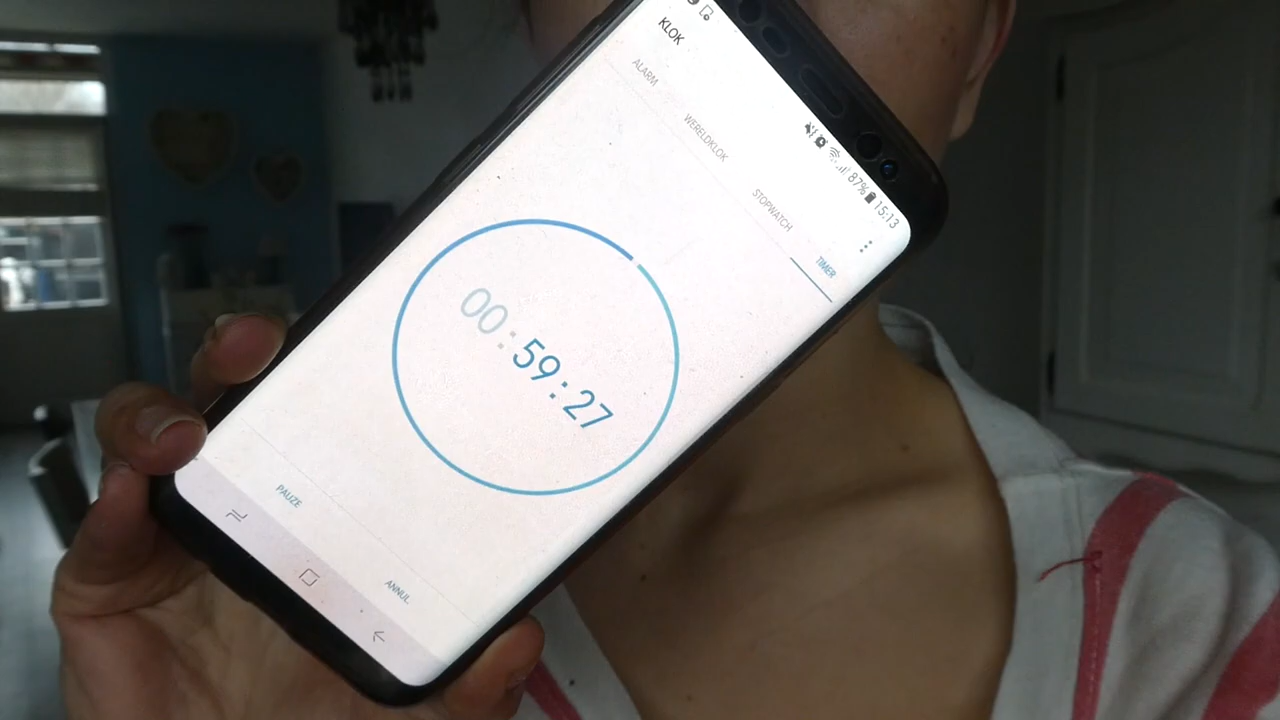 87% 15:13
KLOK
ALARM
WERELDKLOK
STOPWATCH
TIMER
00:59:27
PAUZE
ANNUL.